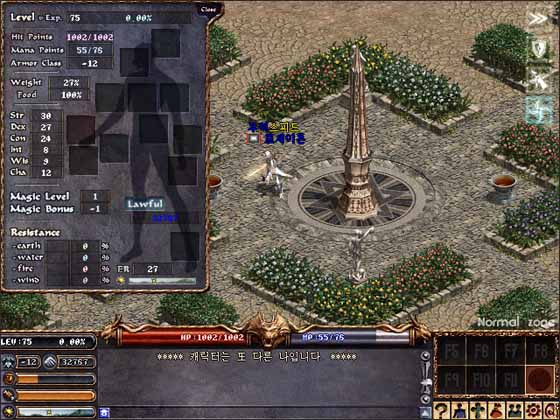 Close
Level & Exp. 75 0.00%
Hit Points 1002/1002
Mana Points 55/76
Armor Class -12
Weight 27%
Food 100%
Str 30
Dex 27
Con 24
Int 8
Wis 9
Cha 12
Magic Level 1
Magic Bonus -1
Lawful
32767
Resistance
-earth 0 %
-water 0 %
-fire 0 % ER 27
-wind 0 %
Normal zone
LEV:75 0.00%
HP:1002/1002
MP:55/76
-12 32767
***** 캐릭터는 또 다른 나입니다 *****
F5 F6 F7 F8
F9 F10 F11